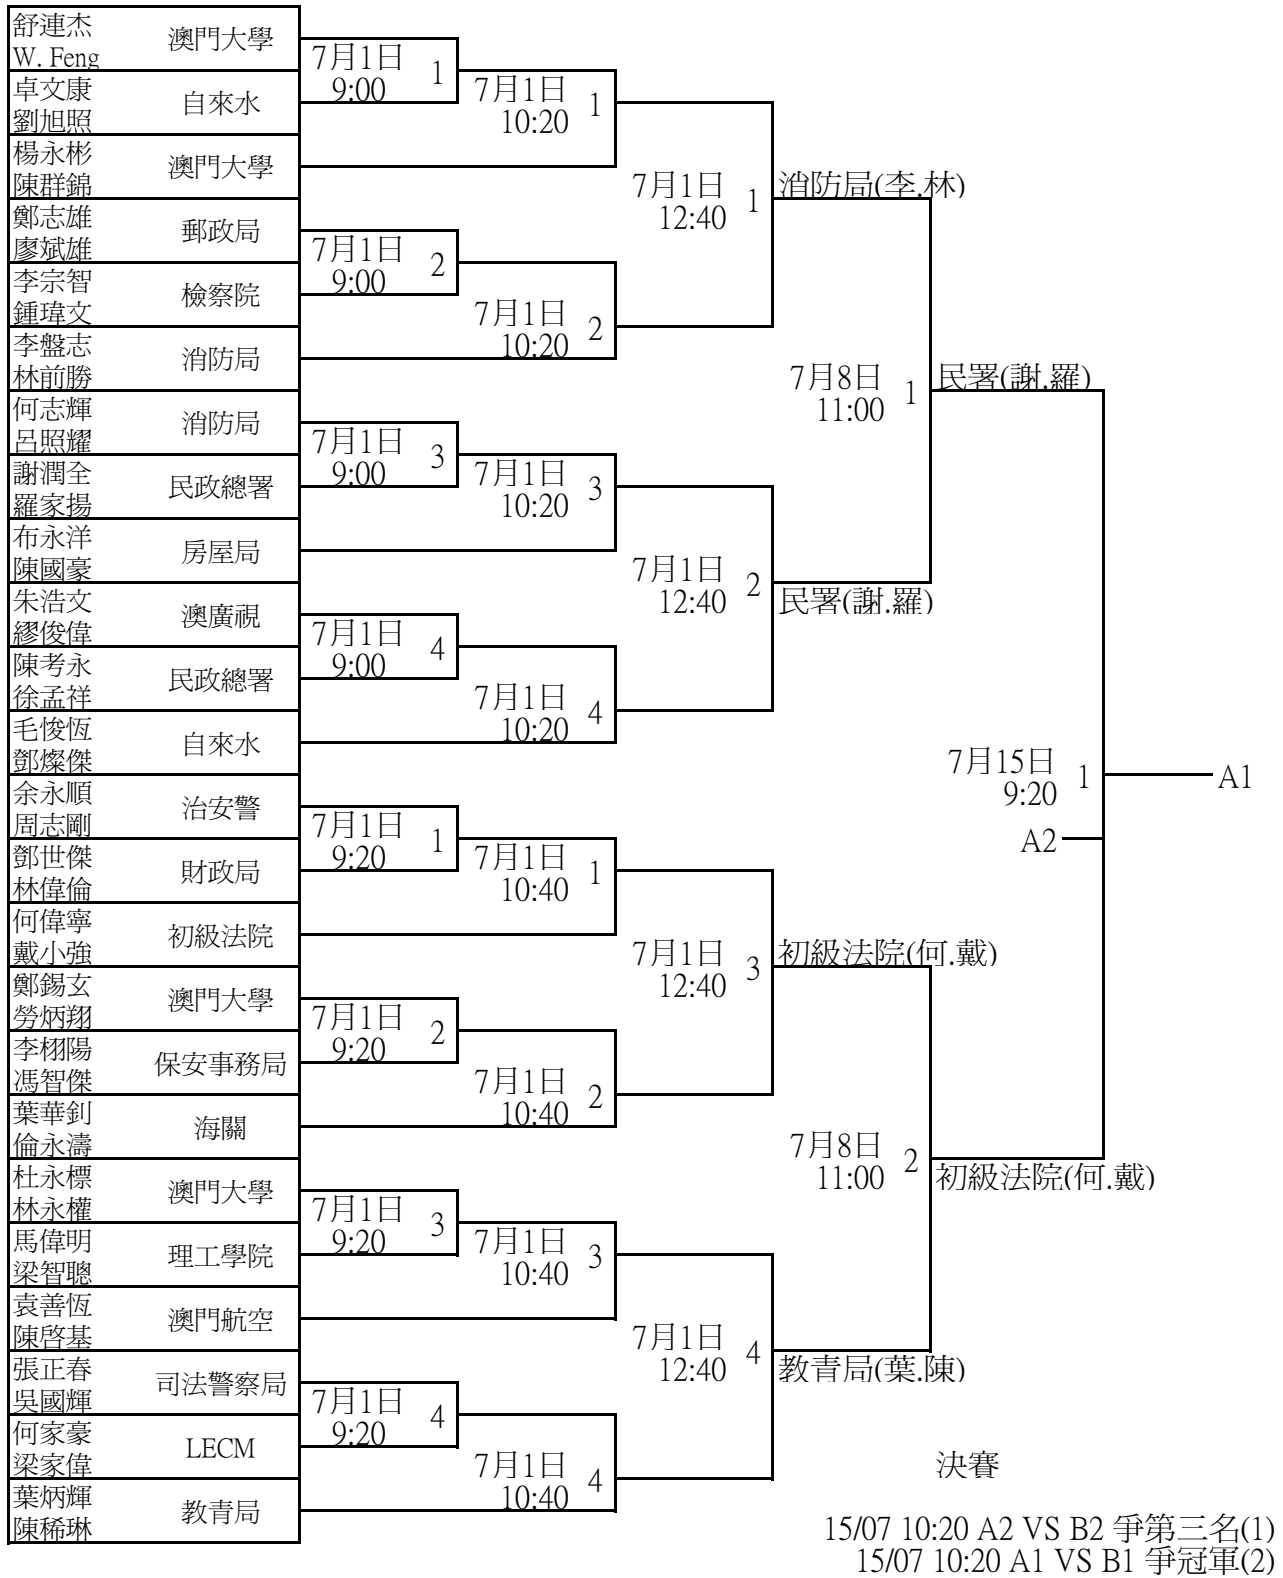 舒連杰
W. Feng
澳門大學
7月1日
9:00
1
卓文康
劉旭照
自來水
7月1日
10:20
1
楊永彬
陳群錦
澳門大學
7月1日
12:40
1
消防局(李.林)
鄭志雄
廖斌雄
郵政局
7月1日
9:00
2
李宗智
鍾瑋文
檢察院
7月1日
10:20
2
李盤志
林前勝
消防局
7月8日
11:00
1
民署(謝.羅)
何志輝
呂照耀
消防局
7月1日
9:00
3
謝潤全
羅家揚
民政總署
7月1日
10:20
3
布永洋
陳國豪
房屋局
7月1日
12:40
2
民署(謝.羅)
朱浩文
繆俊偉
澳廣視
7月1日
9:00
4
陳考永
徐孟祥
民政總署
7月1日
10:20
4
毛悛恆
鄧燦傑
自來水
7月15日
9:20
1
A1
A2
余永順
周志剛
治安警
7月1日
9:20
1
鄧世傑
林偉倫
財政局
7月1日
10:40
1
何偉寧
戴小強
初級法院
7月1日
12:40
3
初級法院(何.戴)
鄭錫玄
勞炳翔
澳門大學
7月1日
9:20
2
李栩陽
馮智傑
保安事務局
7月1日
10:40
2
葉華釗
倫永濤
海關
7月8日
11:00
2
初級法院(何.戴)
杜永標
林永權
澳門大學
7月1日
9:20
3
馬偉明
梁智聰
理工學院
7月1日
10:40
3
袁善恆
陳啓基
澳門航空
7月1日
12:40
4
教青局(葉.陳)
張正春
吳國輝
司法警察局
7月1日
9:20
4
何家豪
梁家偉
LECM
7月1日
10:40
4
葉炳輝
陳稀琳
教青局
決賽
15/07 10:20 A2 VS B2 爭第三名(1)
15/07 10:20 A1 VS B1 爭冠軍(2)